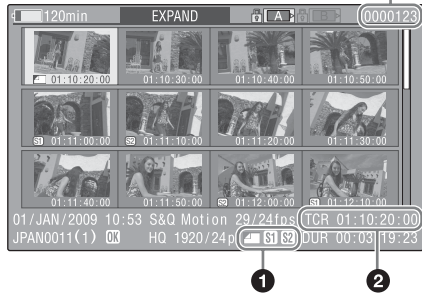 120min EXPAND A B 0000123
01:10:20:00 01:10:30:00 01:10:40:00 01:10:50:00
S1 01:11:00:00 S2 01:11:10:00 01:11:20:00 01:11:30:00
01:11:40:00 01:11:50:00 S2 01:12:00:00 S1 01:12:10:00
01/JAN/2009 10:53 S&Q Motion 29/24fps TCR 01:10:20:00
JPAN0011(1) OK HQ 1920/24p S1 S2 DUR 00:03:19:23
1 2